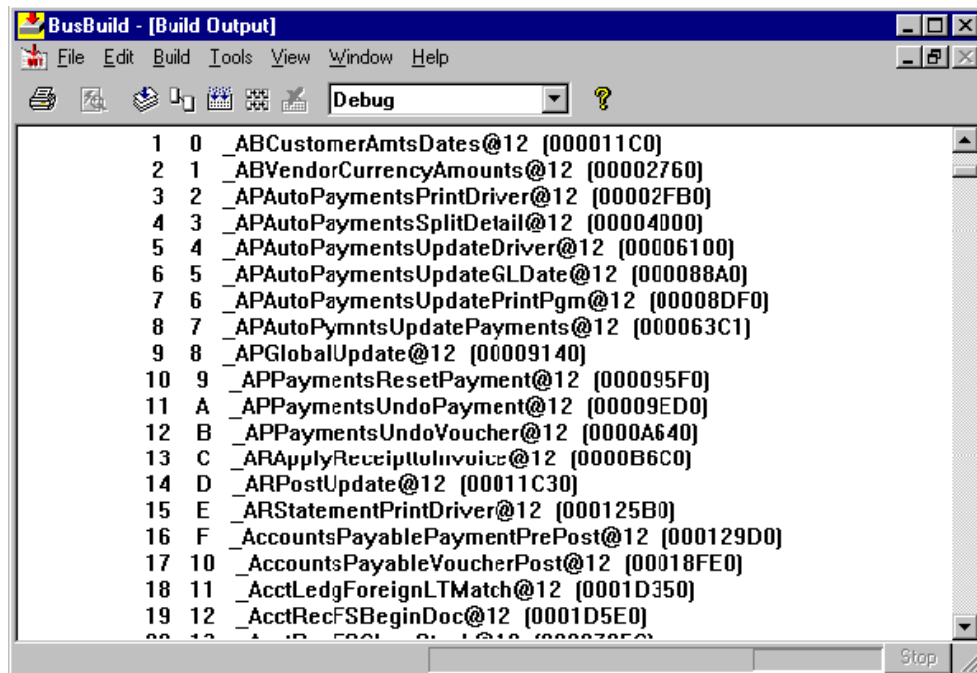 BusBuild - [Build Output]
File Edit Build Tools View Window Help
Debug
1 0 _ABCustomerAmtsDates@12 (000011C0)
2 1 _ABVendorCurrencyAmounts@12 (00002760)
3 2 _APAutoPaymentsPrintDriver@12 (00002FB0)
4 3 _APAutoPaymentsSplitDetail@12 (00004000)
5 4 _APAutoPaymentsUpdateDriver@12 (00006100)
6 5 _APAutoPaymentsUpdateGLDate@12 (000088A0)
7 6 _APAutoPaymentsUpdatePrintPgm@12 (00008DF0)
8 7 _APAutoPymntsUpdatePayments@12 (000063C1)
9 8 _APGlobalUpdate@12 (00009140)
10 9 _APPaymentsResetPayment@12 (000095F0)
11 A _APPaymentsUndoPayment@12 (00009ED0)
12 B _APPaymentsUndoVoucher@12 (0000A640)
13 C _ARApplyReceipttoInvoice@12 (0000B6C0)
14 D _ARPostUpdate@12 (00011C30)
15 E _ARStatementPrintDriver@12 (000125B0)
16 F _AccountsPayablePaymentPrePost@12 (000129D0)
17 10 _AccountsPayableVoucherPost@12 (00018FE0)
18 11 _AcctLedgForeignLTMatch@12 (0001D350)
19 12 _AcctRecFSBeginDoc@12 (0001D5E0)
Stop